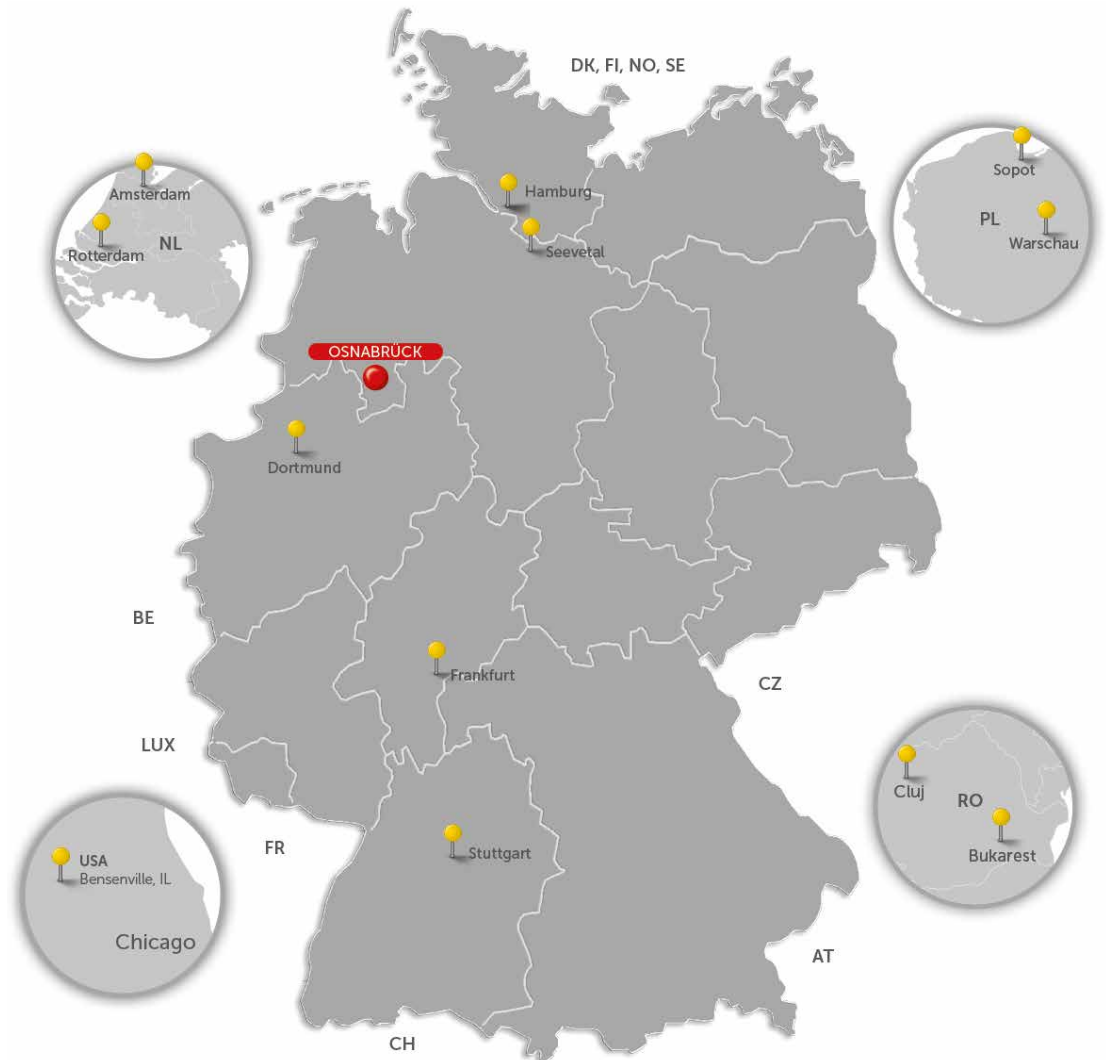 DK, FI, NO, SE
Amsterdam
Rotterdam
NL
Hamburg
Seevetal
Sopot
PL
Warschau
OSNABRÜCK
Dortmund
BE
Frankfurt
CZ
LUX
Cluj
RO
Bukarest
FR
Stuttgart
USA
Bensenville, IL
Chicago
AT
CH